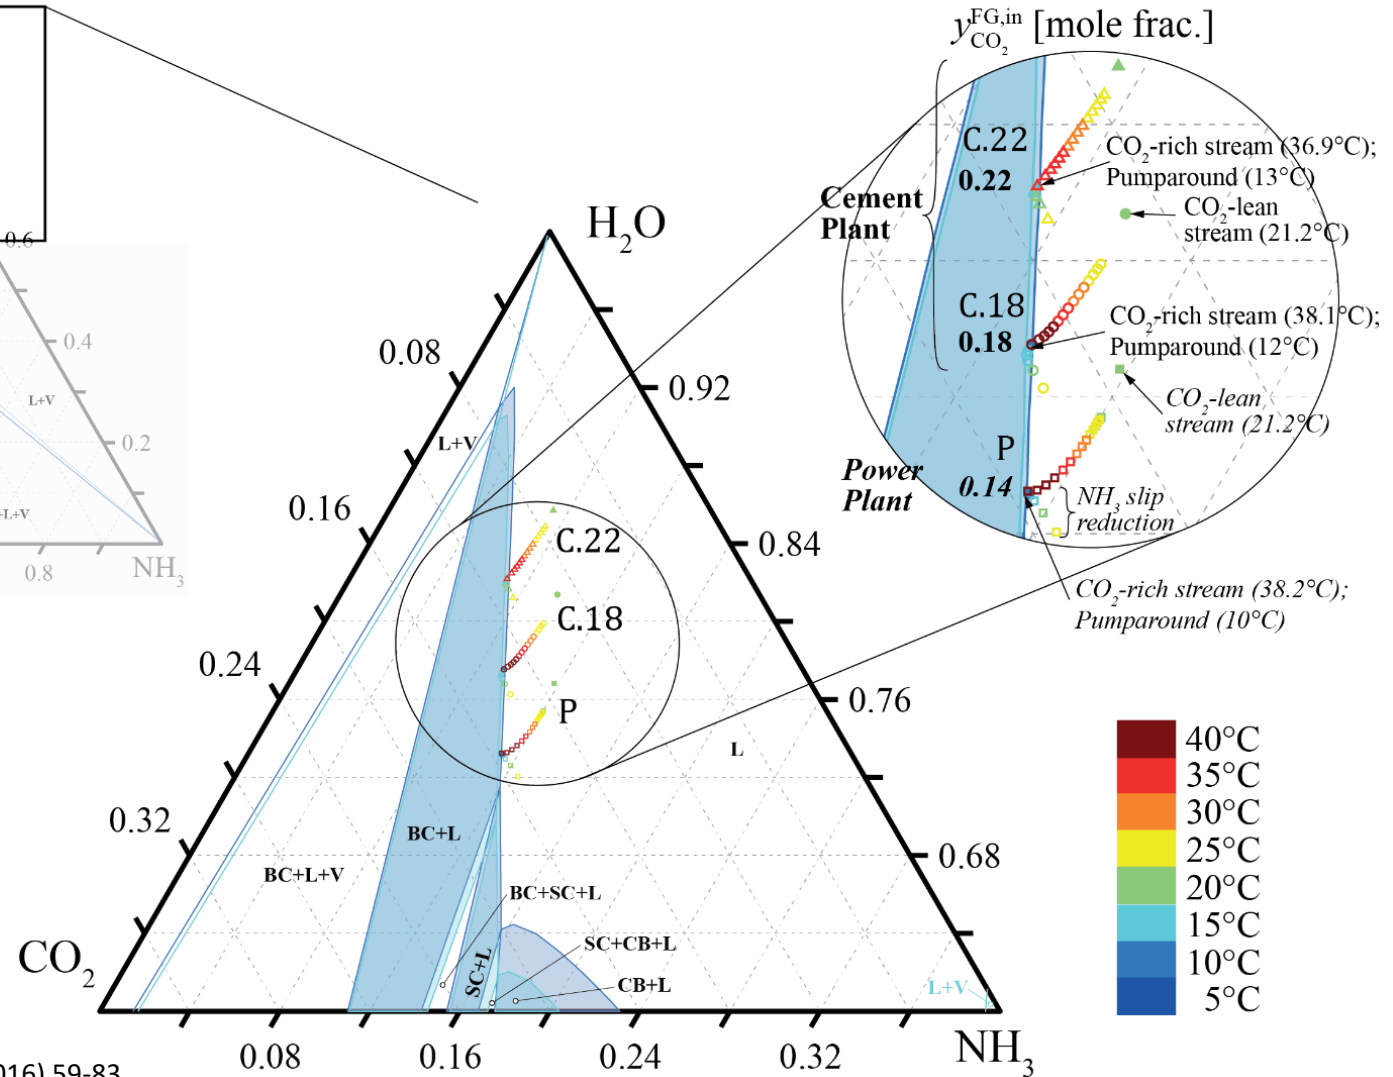 y_CO₂^FG,in [mole frac.]
C.22
0.22
Cement
Plant
CO₂-rich stream (36.9°C);
Pumparound (13°C)
CO₂-lean
stream (21.2°C)
C.18
0.18
CO₂-rich stream (38.1°C);
Pumparound (12°C)
CO₂-lean
stream (21.2°C)
P
0.14
Power
Plant
NH₃ slip
reduction
CO₂-rich stream (38.2°C);
Pumparound (10°C)
0.6
0.4
L+V
0.2
+L+V
0.8
NH₃
H₂O
0.08
0.92
L+V
0.16
C.22
0.84
C.18
0.24
P
0.76
L
0.32
BC+L
0.68
BC+L+V
BC+SC+L
SC+L
SC+CB+L
CB+L
L+V
CO₂
NH₃
0.08
0.16
0.24
0.32
40°C
35°C
30°C
25°C
20°C
15°C
10°C
5°C
016) 59-83